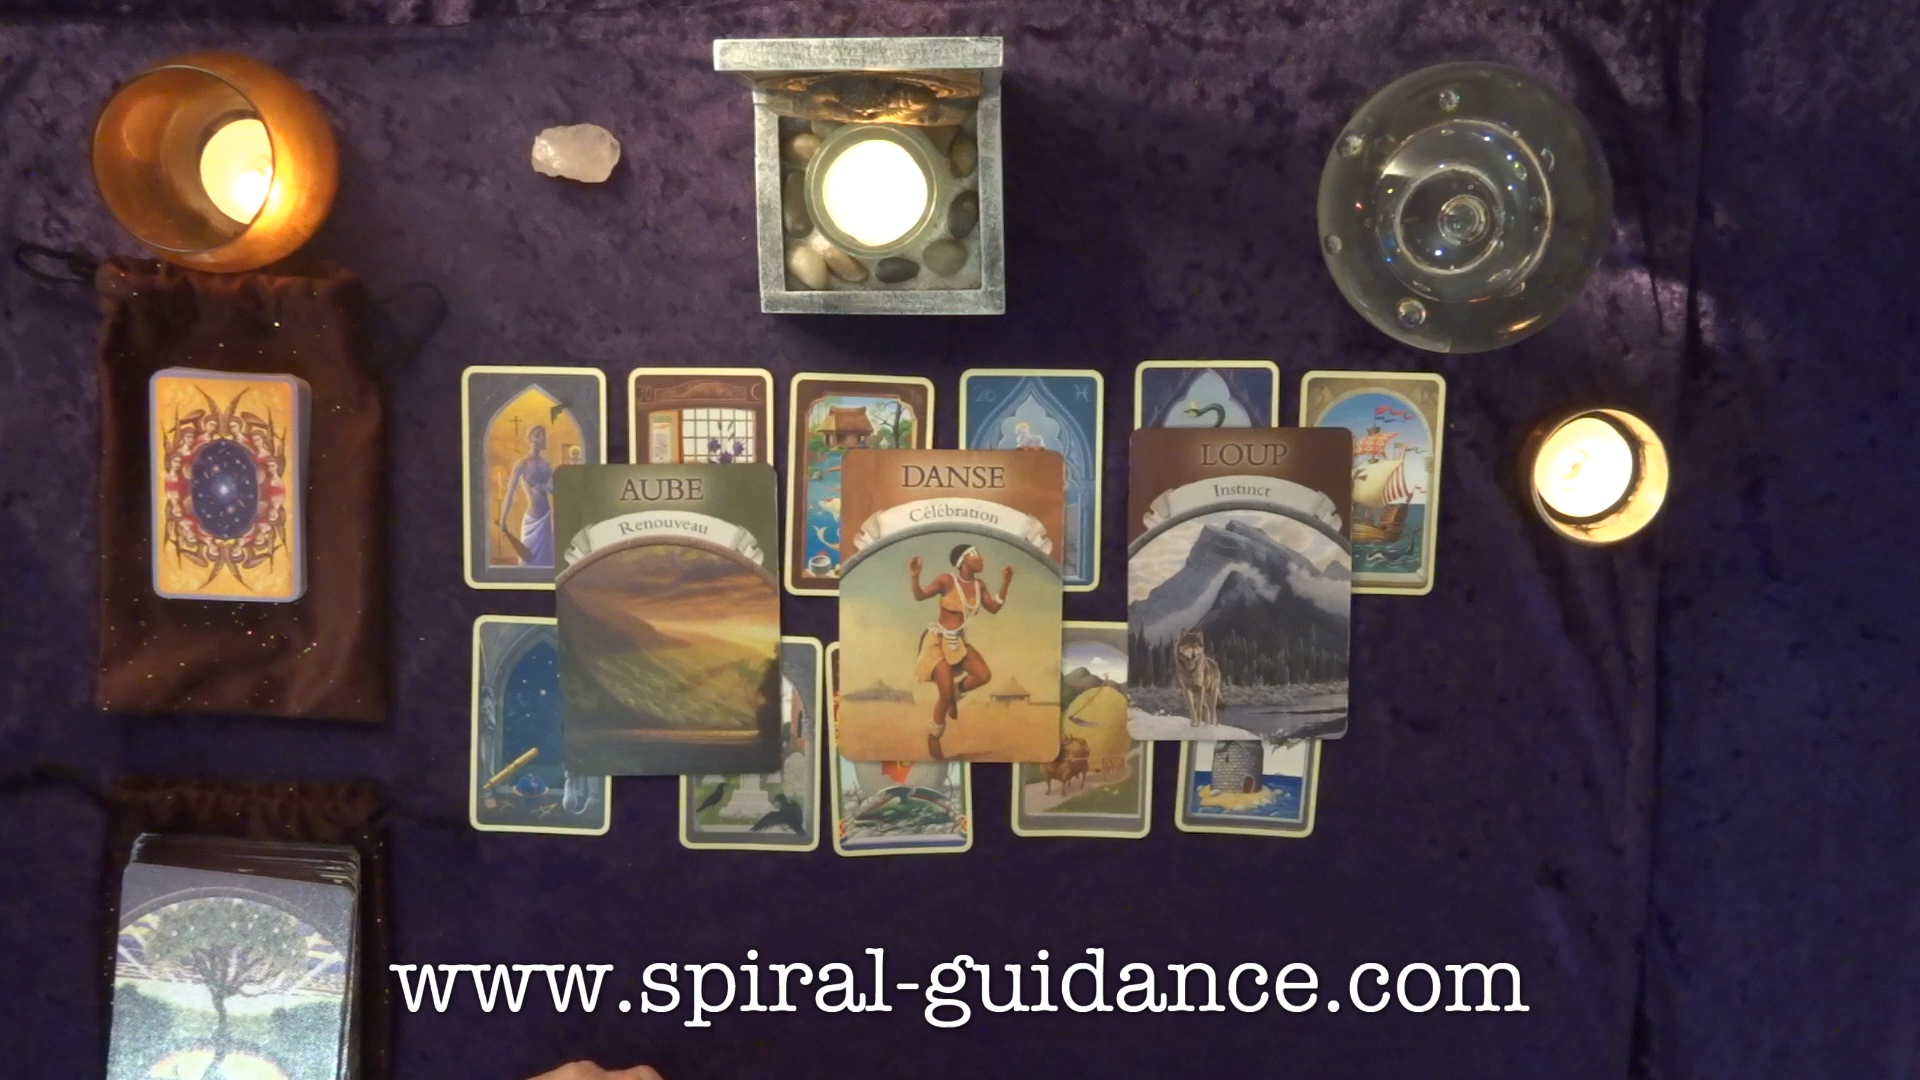 AUBE
Renouveau
DANSE
Célébration
LOUP
Instinct
www.spiral-guidance.com